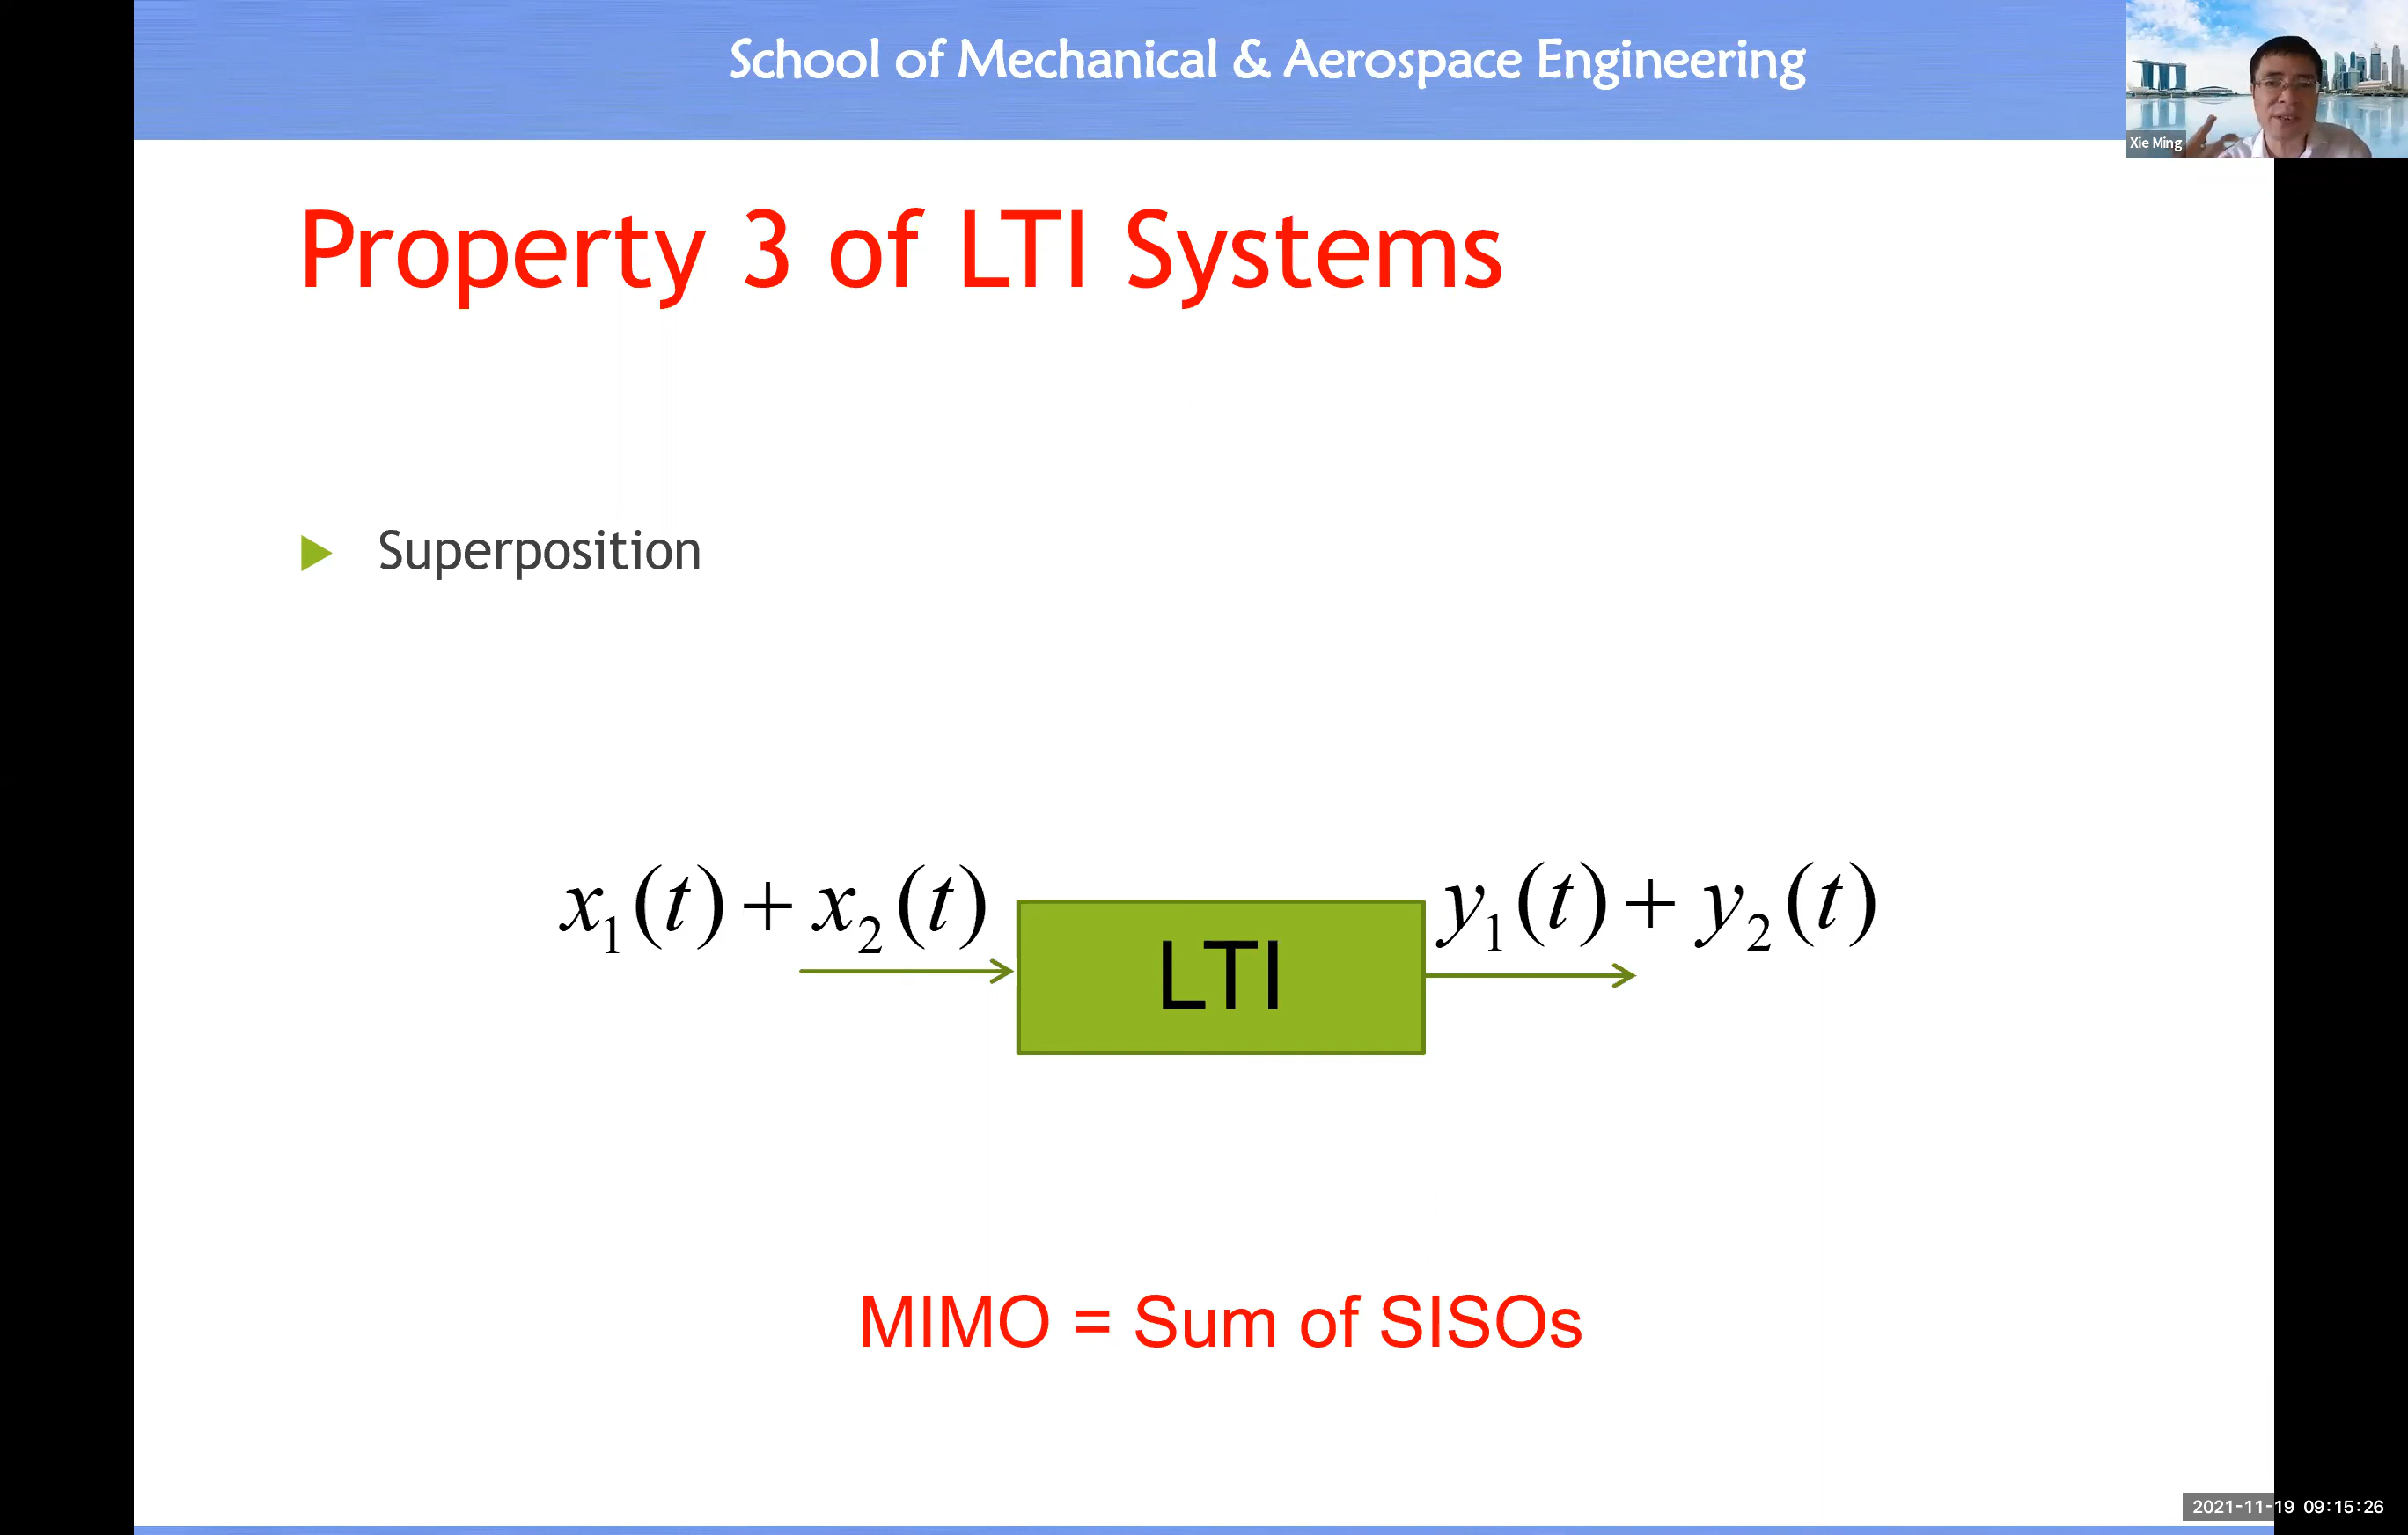 School of Mechanical & Aerospace Engineering
Xie Ming
Property 3 of LTI Systems
Superposition
x₁(t) + x₂(t)
LTI
y₁(t) + y₂(t)
MIMO = Sum of SISOs
2021-11-19 09:15:26